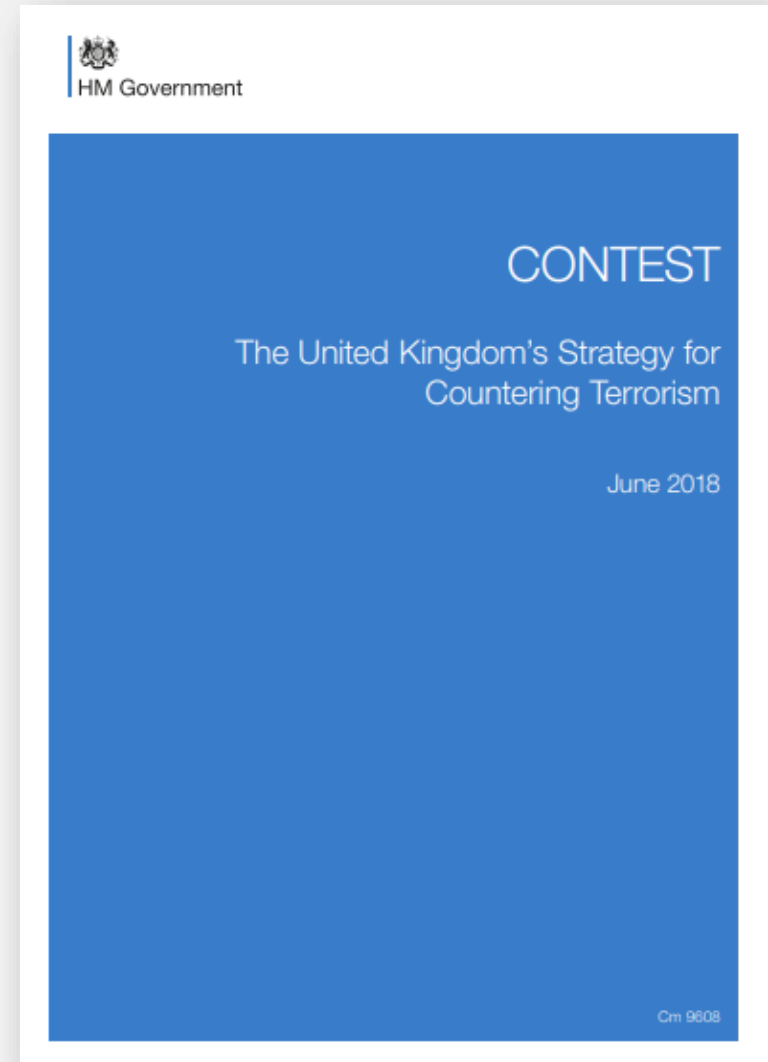 HM Government
CONTEST
The United Kingdom's Strategy for
Countering Terrorism
June 2018
Cm 9608